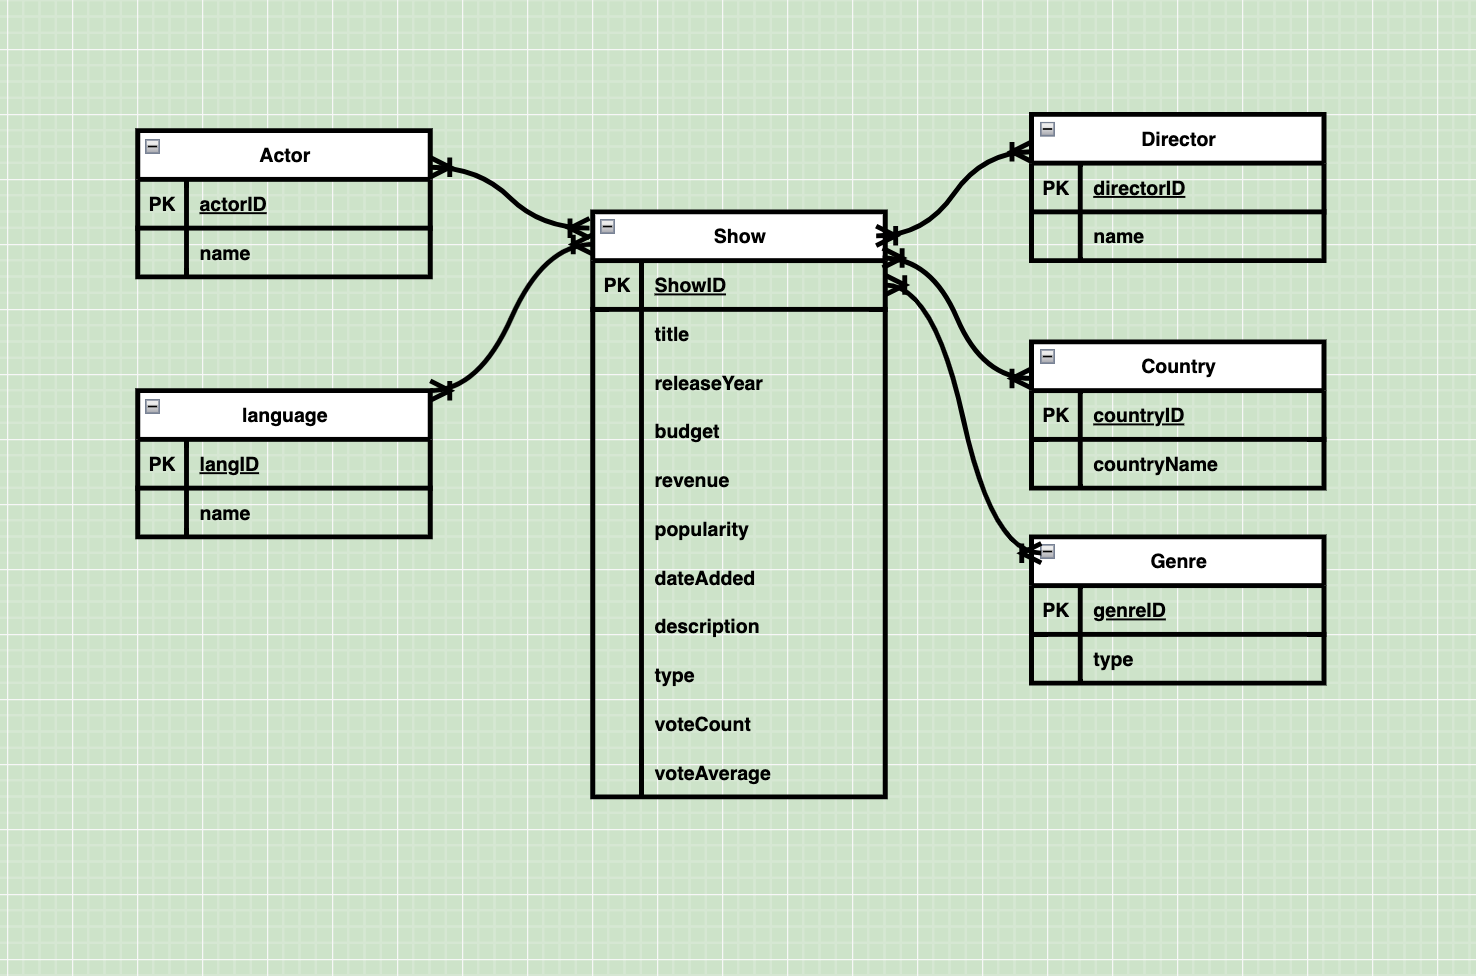 Actor
PK actorID
name
language
PK langID
name
Show
PK ShowID
title
releaseYear
budget
revenue
popularity
dateAdded
description
type
voteCount
voteAverage
Director
PK directorID
name
Country
PK countryID
countryName
Genre
PK genreID
type